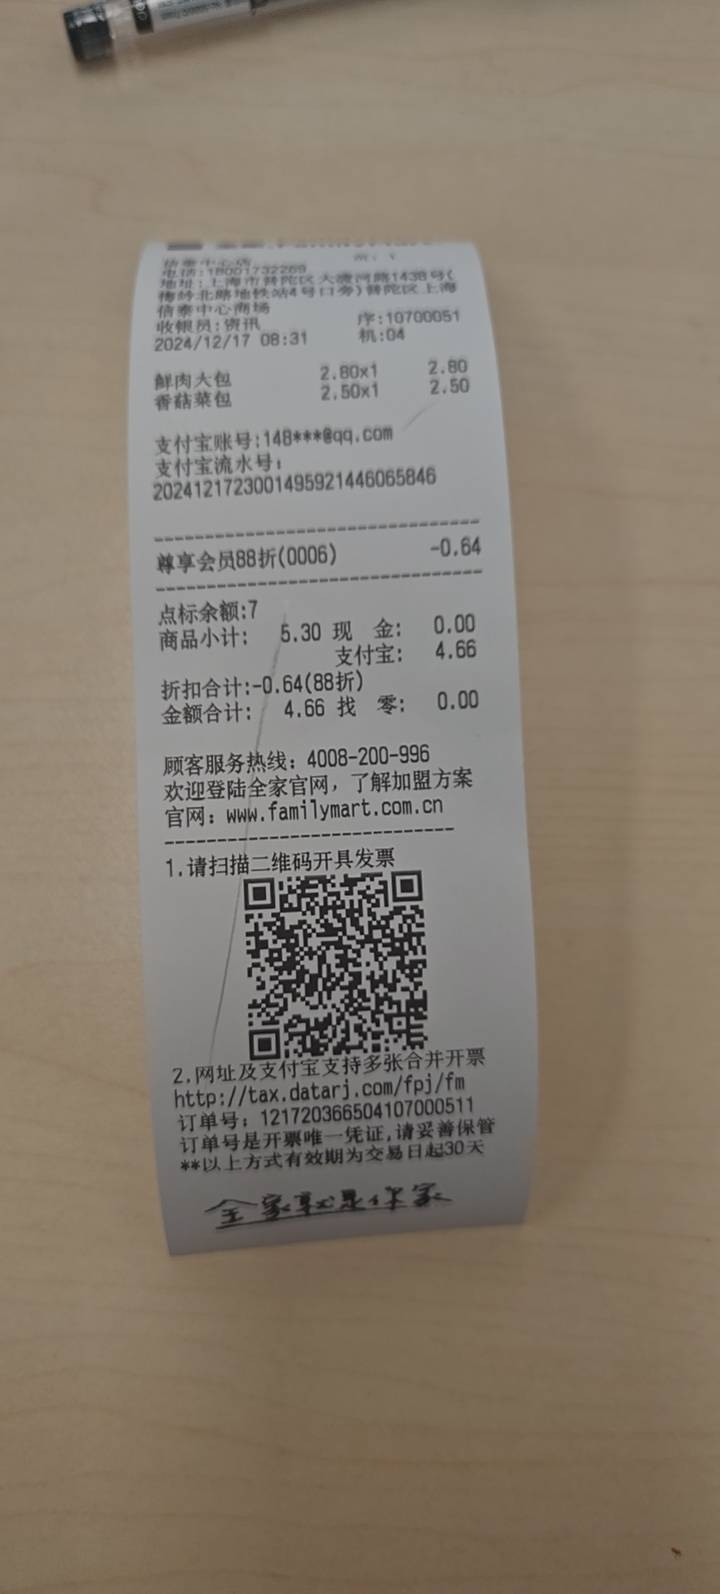 信泰中心店
电话:18001732269
地址:上海市普陀区大渡河路1438号(
梅岭北路地铁站4号口旁)普陀区上海
信泰中心商场
收银员:资讯 序:10700051
2024/12/17 08:31 机:04
鲜肉大包 2.80x1 2.80
香菇菜包 2.50x1 2.50
支付宝账号:148***@qq.com
支付宝流水号:
2024121723001495921446065846
尊享会员88折(0006) -0.64
点标余额:7
商品小计: 5.30 现 金: 0.00
支付宝: 4.66
折扣合计:-0.64(88折)
金额合计: 4.66 找 零: 0.00
顾客服务热线: 4008-200-996
欢迎登陆全家官网,了解加盟方案
官网: www.familymart.com.cn
1.请扫描二维码开具发票
2.网址及支付宝支持多张合并开票
http://tax.datarj.com/fpj/fm
订单号: 121720366504107000511
订单号是开票唯一凭证,请妥善保管
**以上方式有效期为交易日起30天